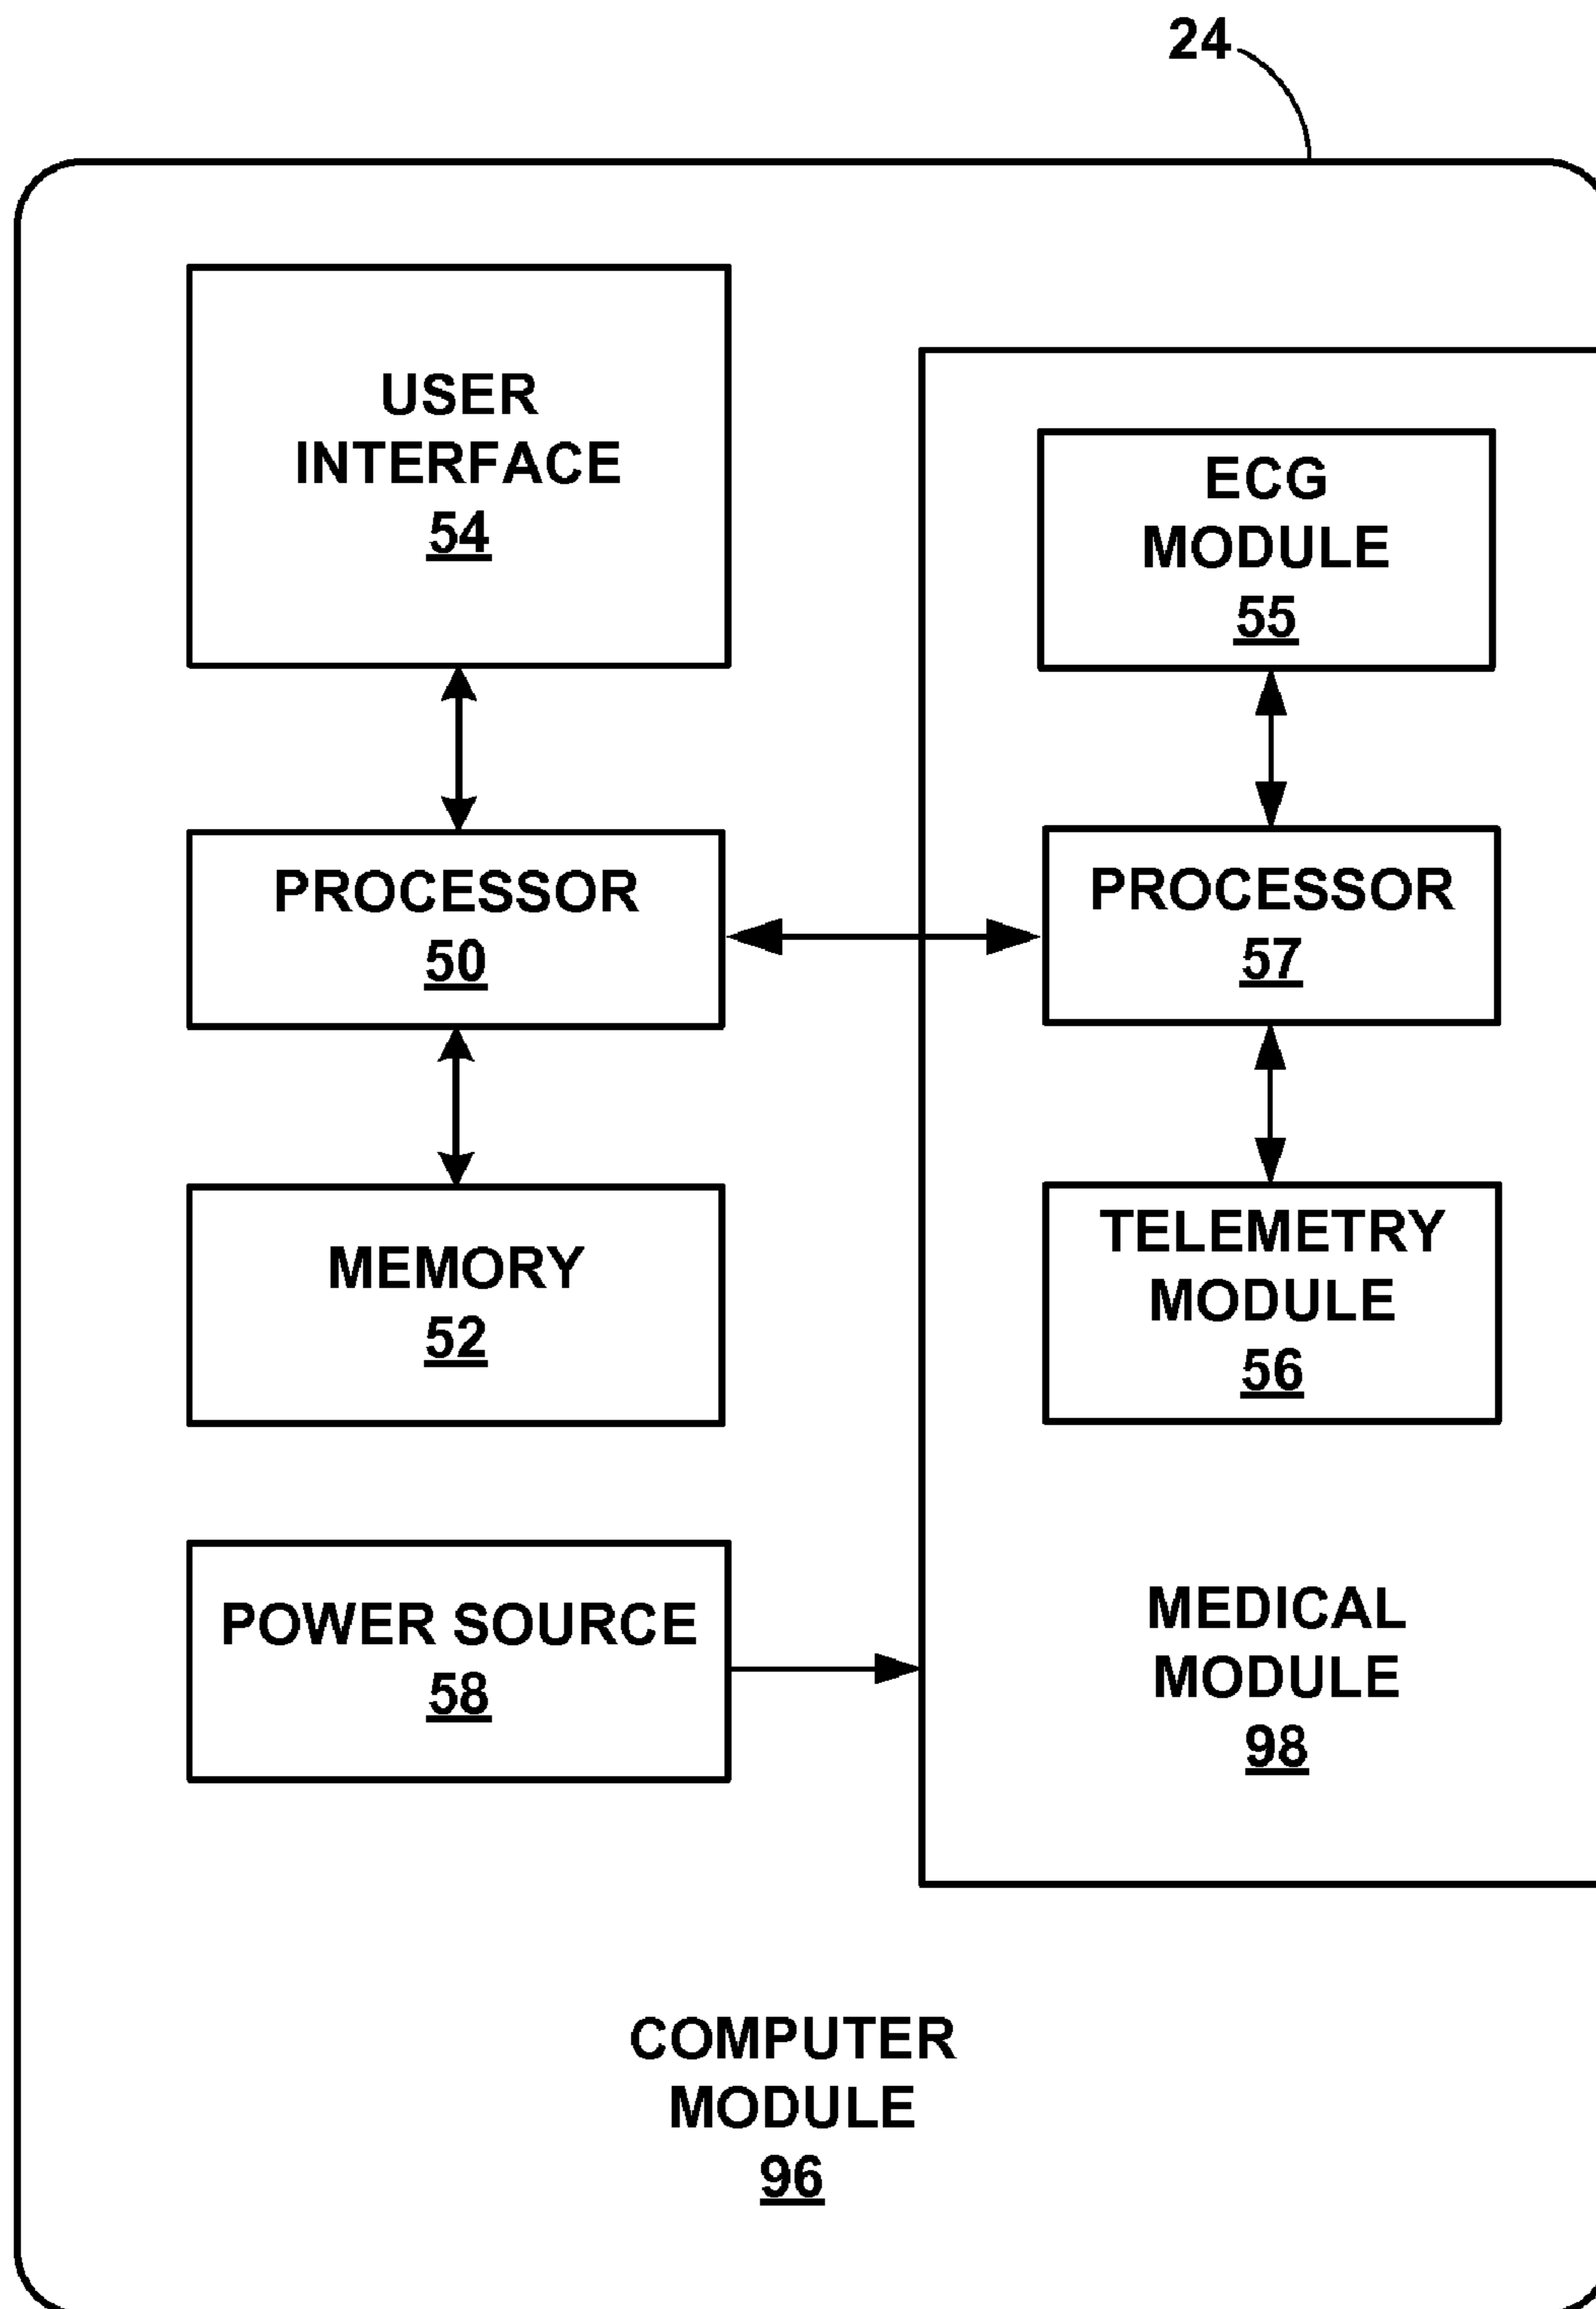 24
USER
INTERFACE
54
ECG
MODULE
55
PROCESSOR
50
PROCESSOR
57
MEMORY
52
TELEMETRY
MODULE
56
POWER SOURCE
58
MEDICAL
MODULE
98
COMPUTER
MODULE
96